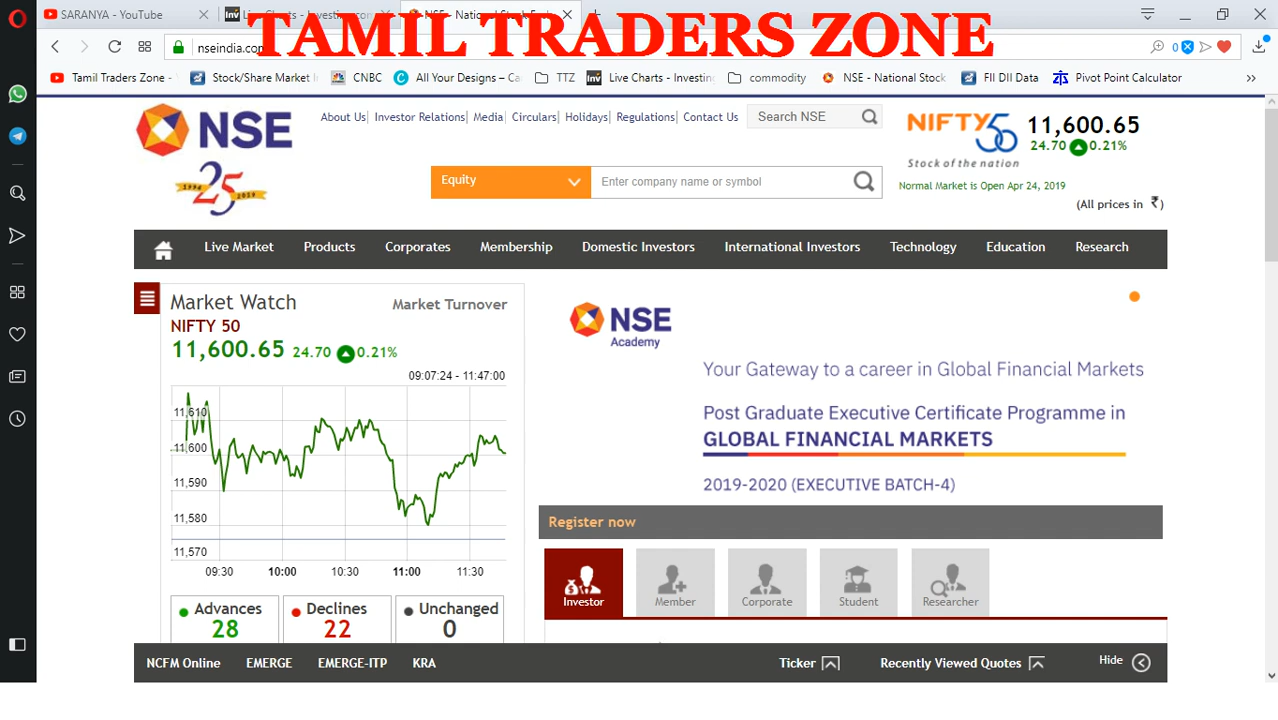 TAMIL TRADERS ZONE
SARANYA - YouTube
nseindia.co
Tamil Traders Zone -
Stock/Share Market
CNBC
All Your Designes – Ca
TTZ
Live Charts - Investing
commodity
NSE - National Stock
FII DII Data
Pivot Point Calculator
NSE
1994 25 2019
About Us| Investor Relations| Media| Circulars| Holidays| Regulations| Contact Us
Search NSE
Equity
Enter company name or symbol
NIFTY 50
Stock of the nation
11,600.65
24.70 0.21%
Normal Market is Open Apr 24, 2019
(All prices in ₹)
Live Market Products Corporates Membership Domestic Investors International Investors Technology Education Research
Market Watch
Market Turnover
NIFTY 50
11,600.65 24.70 0.21%
09:07:24 - 11:47:00
11,610
11,600
11,590
11,580
11,570
09:30 10:00 10:30 11:00 11:30
Advances Declines Unchanged
28 22 0
NSE
Academy
Your Gateway to a career in Global Financial Markets
Post Graduate Executive Certificate Programme in
GLOBAL FINANCIAL MARKETS
2019-2020 (EXECUTIVE BATCH-4)
Register now
Investor Member Corporate Student Researcher
NCFM Online EMERGE EMERGE-ITP KRA Ticker Recently Viewed Quotes Hide